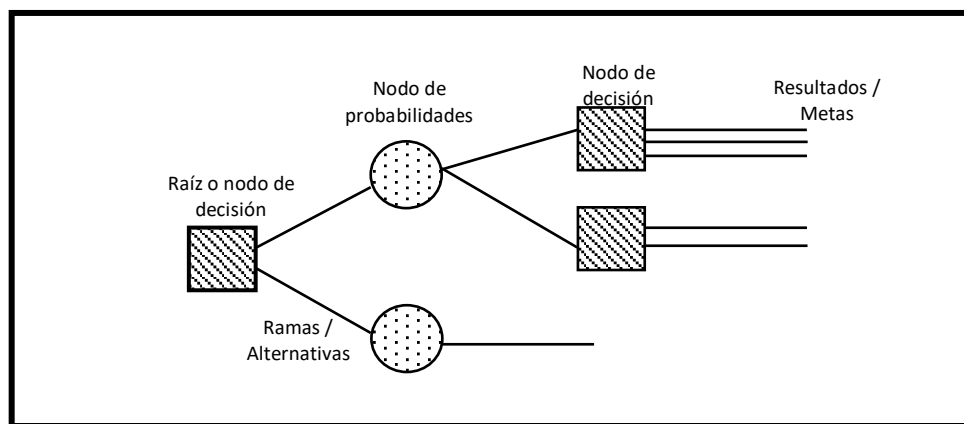 Nodo de
probabilidades
Nodo de
decisión
Resultados /
Metas
Raíz o nodo de
decisión
Ramas /
Alternativas